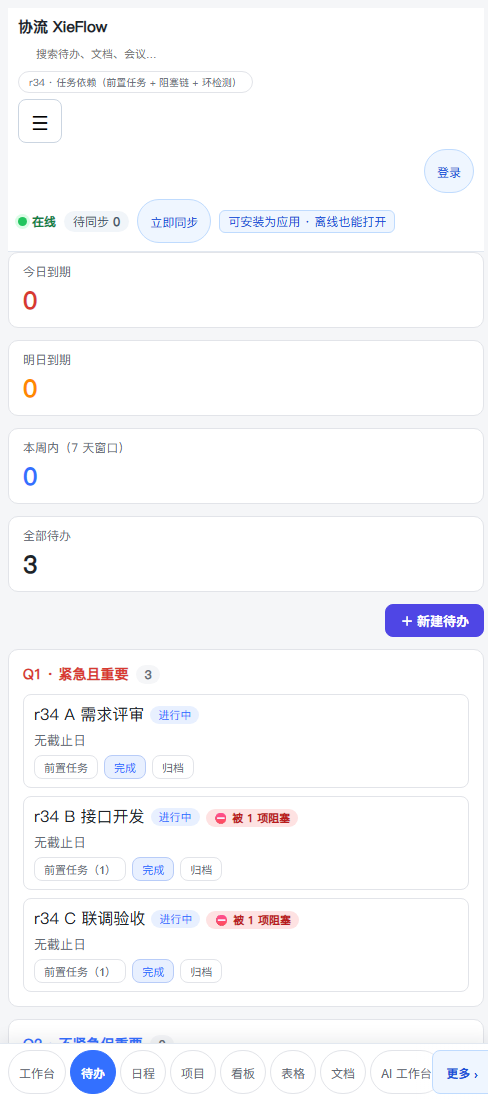 协流 XieFlow
搜索待办、文档、会议...
r34 · 任务依赖（前置任务 + 阻塞链 + 环检测）
☰
登录
在线 待同步 0 立即同步 可安装为应用 · 离线也能打开
今日到期
0
明日到期
0
本周内（7 天窗口）
0
全部待办
3
＋ 新建待办
Q1 · 紧急且重要 3
r34 A 需求评审 进行中
无截止日
前置任务 完成 归档
r34 B 接口开发 进行中 ⛔ 被 1 项阻塞
无截止日
前置任务（1） 完成 归档
r34 C 联调验收 进行中 ⛔ 被 1 项阻塞
无截止日
前置任务（1） 完成 归档
Q2 · 不紧急但重要
工作台 待办 日程 项目 看板 表格 文档 AI 工作台 更多 ›